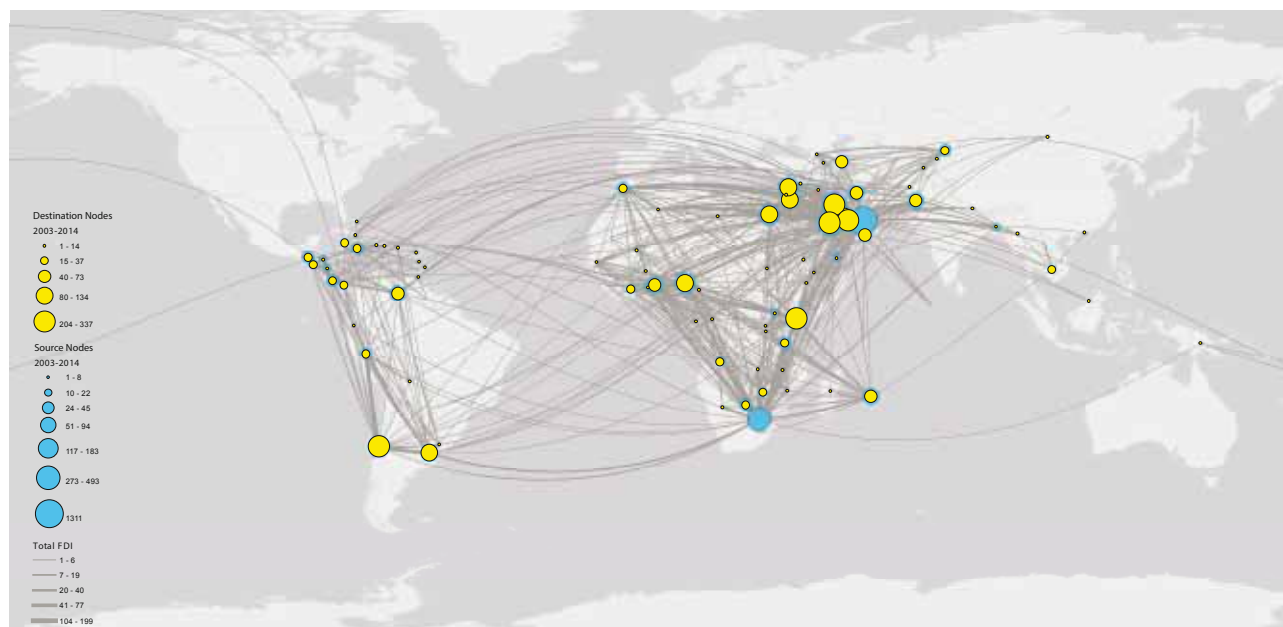 Destination Nodes
2003-2014
1 - 14
15 - 37
40 - 73
80 - 134
204 - 337
Source Nodes
2003-2014
1 - 8
10 - 22
24 - 45
51 - 94
117 - 183
273 - 493
1311
Total FDI
1 - 6
7 - 19
20 - 40
41 - 77
104 - 199